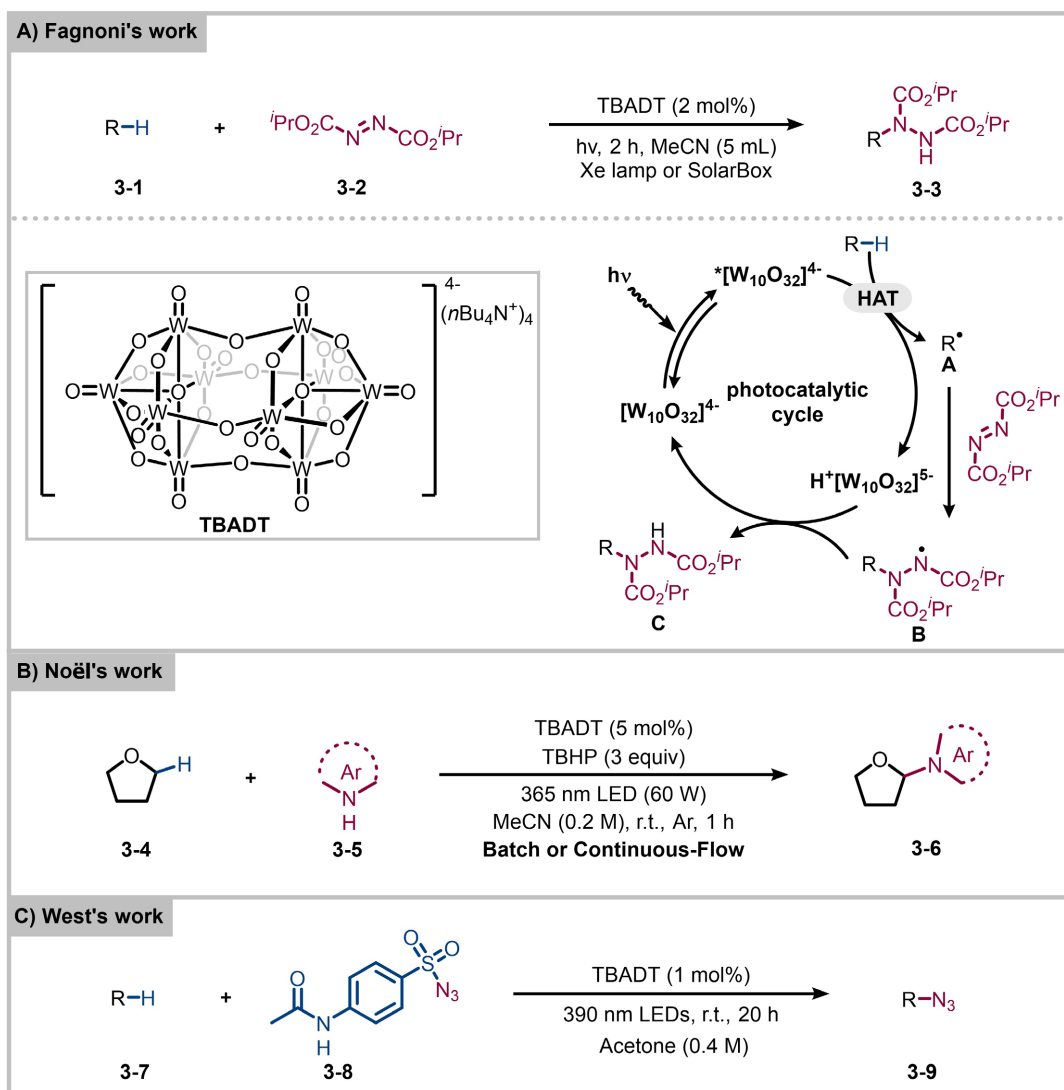 A) Fagnoni's work
R–H
+
ⁱPrO₂C
N
N
CO₂ⁱPr
TBADT (2 mol%)
hv, 2 h, MeCN (5 mL)
Xe lamp or SolarBox
CO₂ⁱPr
R
N
N
H
CO₂ⁱPr
3-1
3-2
3-3
4-
(nBu₄N⁺)₄
O
O
W
O
W
O
O
O
O
O
O
O
O
W
O
W
O
O=W
O
W=O
O
W
O
W
O
O
O
O
O
O
O
O
W
O
W
O
O
O
TBADT
hν
*[W₁₀O₃₂]⁴⁻
R–H
HAT
R•
A
[W₁₀O₃₂]⁴⁻
photocatalytic
cycle
CO₂ⁱPr
N
N
CO₂ⁱPr
H⁺[W₁₀O₃₂]⁵⁻
R
N
H
N
CO₂ⁱPr
CO₂ⁱPr
C
R
N
N
CO₂ⁱPr
CO₂ⁱPr
B
B) Noël's work
O
H
+
Ar
N
H
TBADT (5 mol%)
TBHP (3 equiv)
365 nm LED (60 W)
MeCN (0.2 M), r.t., Ar, 1 h
Batch or Continuous-Flow
O
N
Ar
3-4
3-5
3-6
C) West's work
R–H
+
O
N
H
O
O
S
N₃
TBADT (1 mol%)
390 nm LEDs, r.t., 20 h
Acetone (0.4 M)
R–N₃
3-7
3-8
3-9